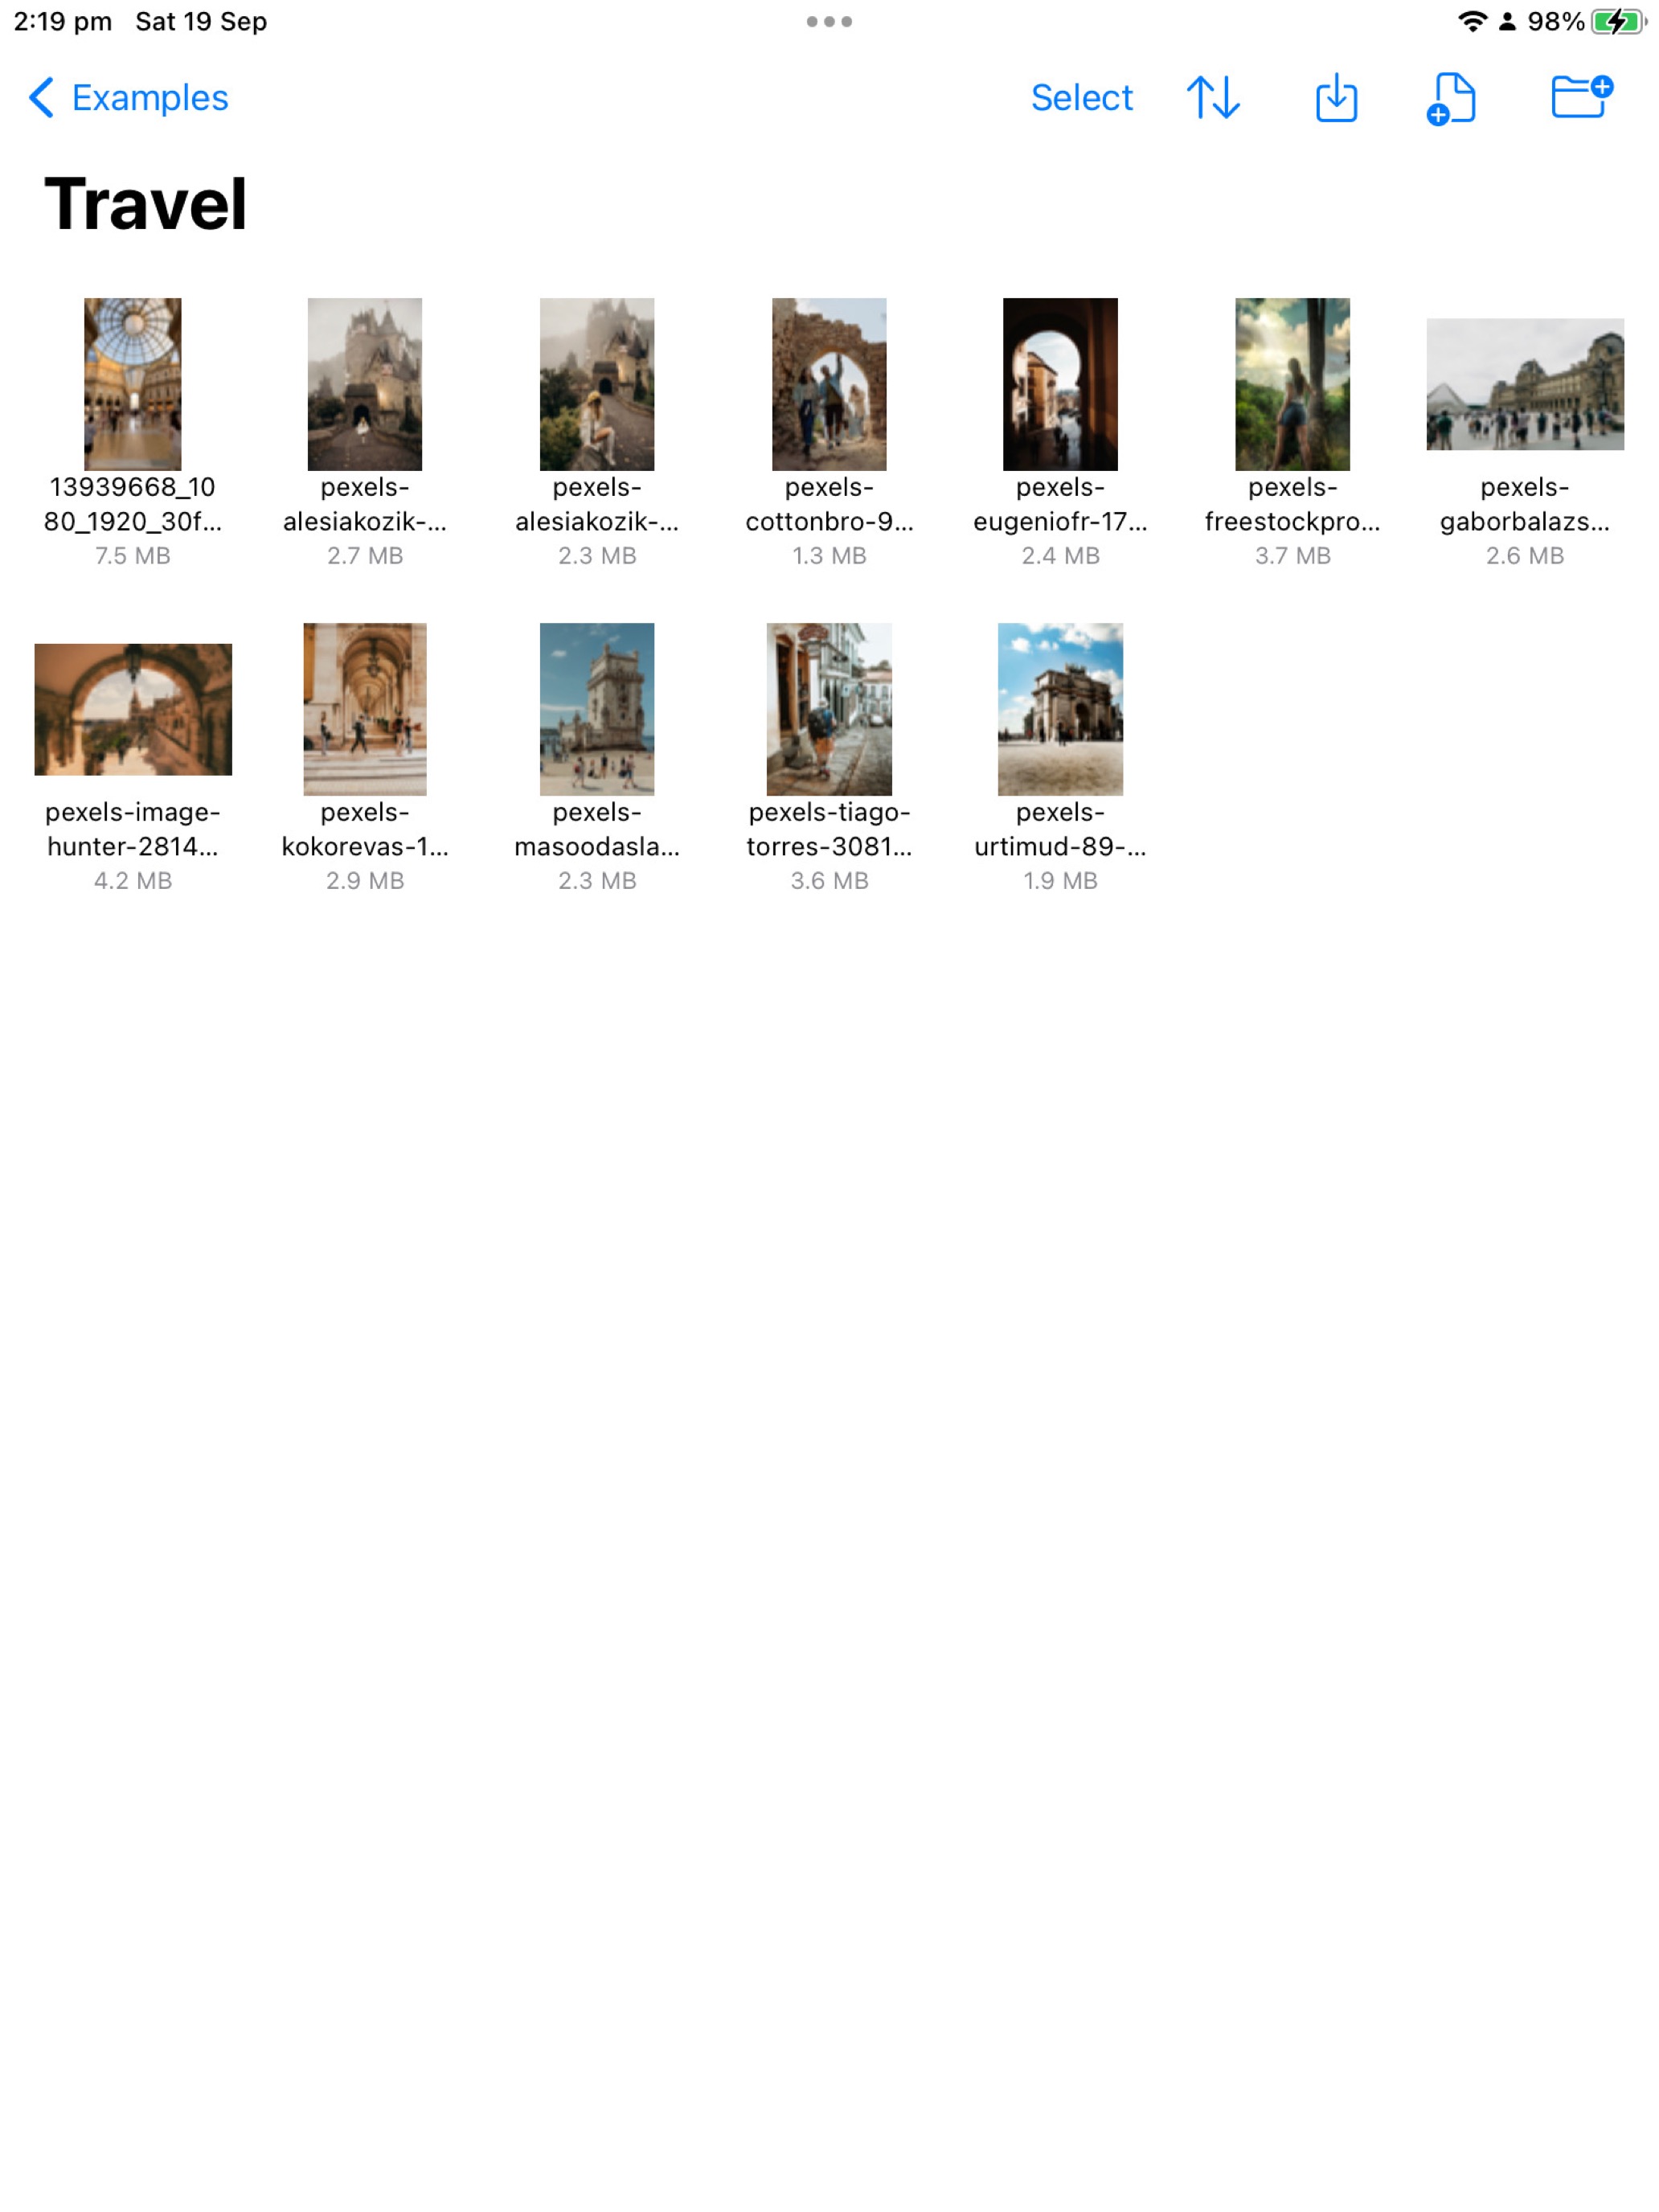 2:19 pm Sat 19 Sep
98%
Examples
Select
Travel
13939668_10
80_1920_30f...
7.5 MB
pexels-
alesiakozik-...
2.7 MB
pexels-
alesiakozik-...
2.3 MB
pexels-
cottonbro-9...
1.3 MB
pexels-
eugeniofr-17...
2.4 MB
pexels-
freestockpro...
3.7 MB
pexels-
gaborbalazs...
2.6 MB
pexels-image-
hunter-2814...
4.2 MB
pexels-
kokorevas-1...
2.9 MB
pexels-
masoodasla...
2.3 MB
pexels-tiago-
torres-3081...
3.6 MB
pexels-
urtimud-89-...
1.9 MB